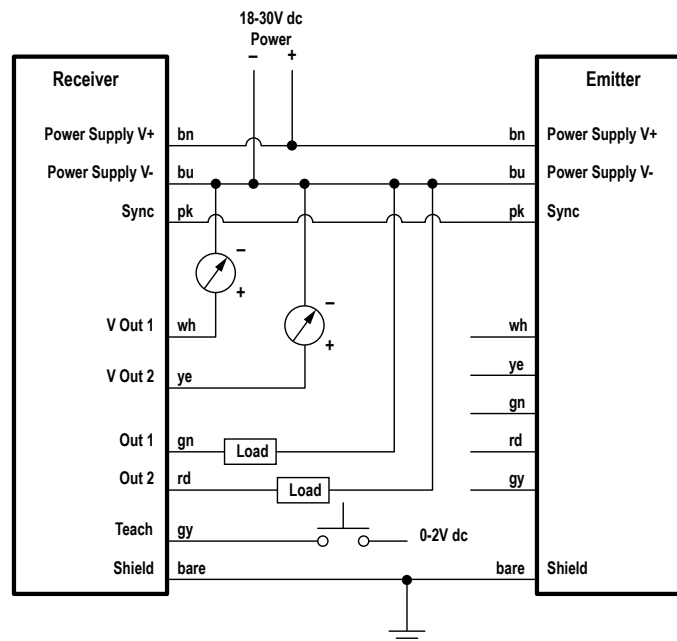 18-30V dc
Power
– +
Receiver
Emitter
Power Supply V+ bn
bn Power Supply V+
Power Supply V- bu
bu Power Supply V-
Sync pk
pk Sync
–
+
–
+
V Out 1 wh
wh
V Out 2 ye
ye
gn
Out 1 gn
Load
rd
Out 2 rd
Load
gy
Teach gy
0-2V dc
Shield bare
bare Shield